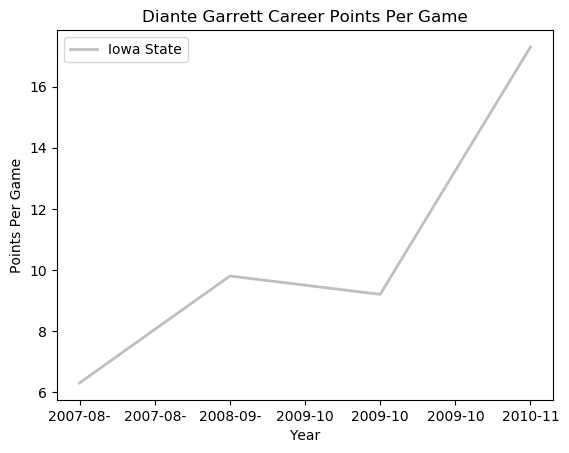 Diante Garrett Career Points Per Game
Iowa State
Points Per Game
16
14
12
10
8
6
2007-08- 2007-08- 2008-09- 2009-10 2009-10 2009-10 2010-11
Year